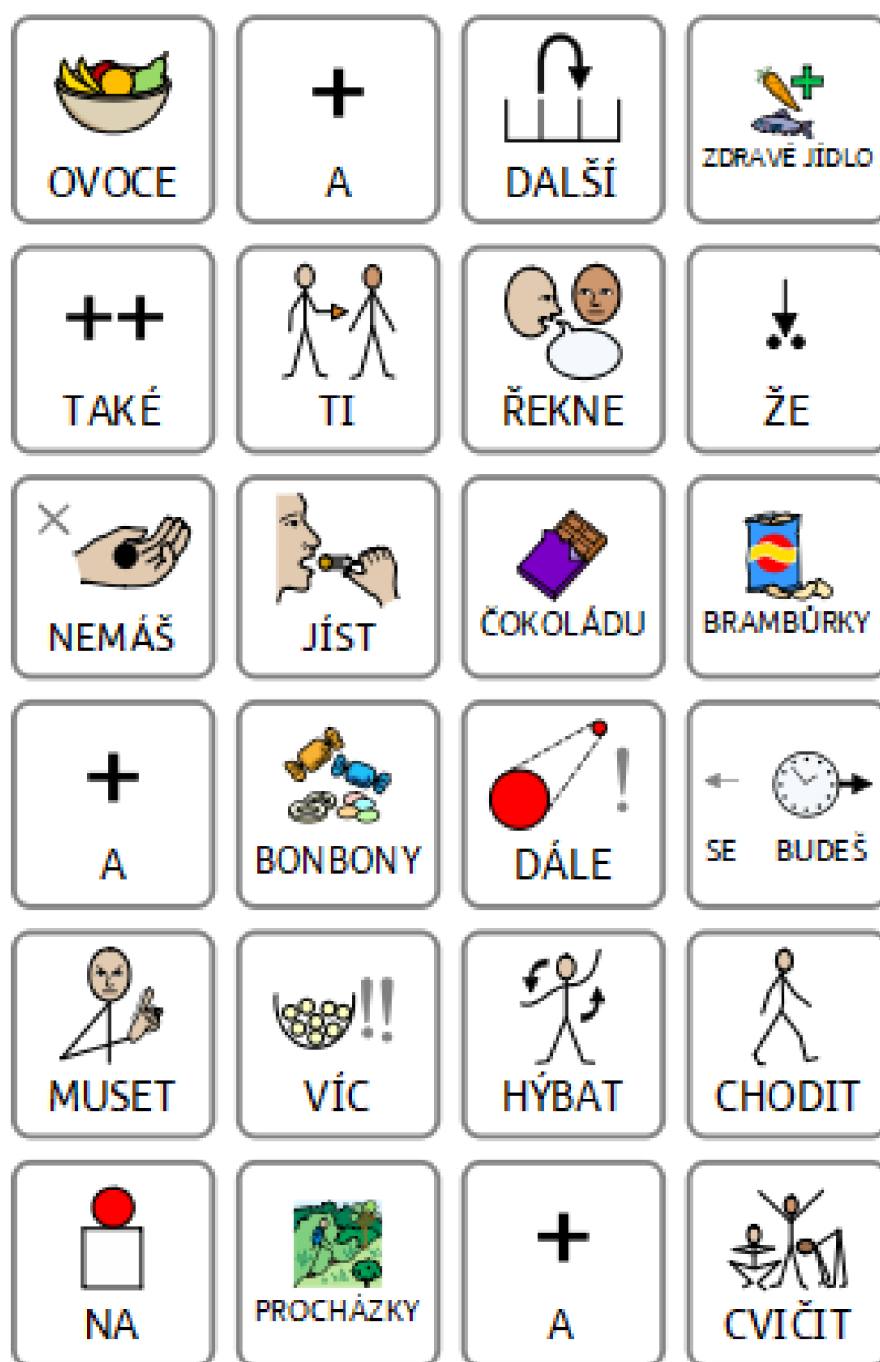 OVOCE A DALŠÍ ZDRAVÉ JÍDLO
TAKÉ TI ŘEKNE ŽE
NEMÁŠ JÍST ČOKOLÁDU BRAMBŮRKY
A BONBONY DÁLE SE BUDEŠ
MUSET VÍC HÝBAT CHODIT
NA PROCHÁZKY A CVIČIT